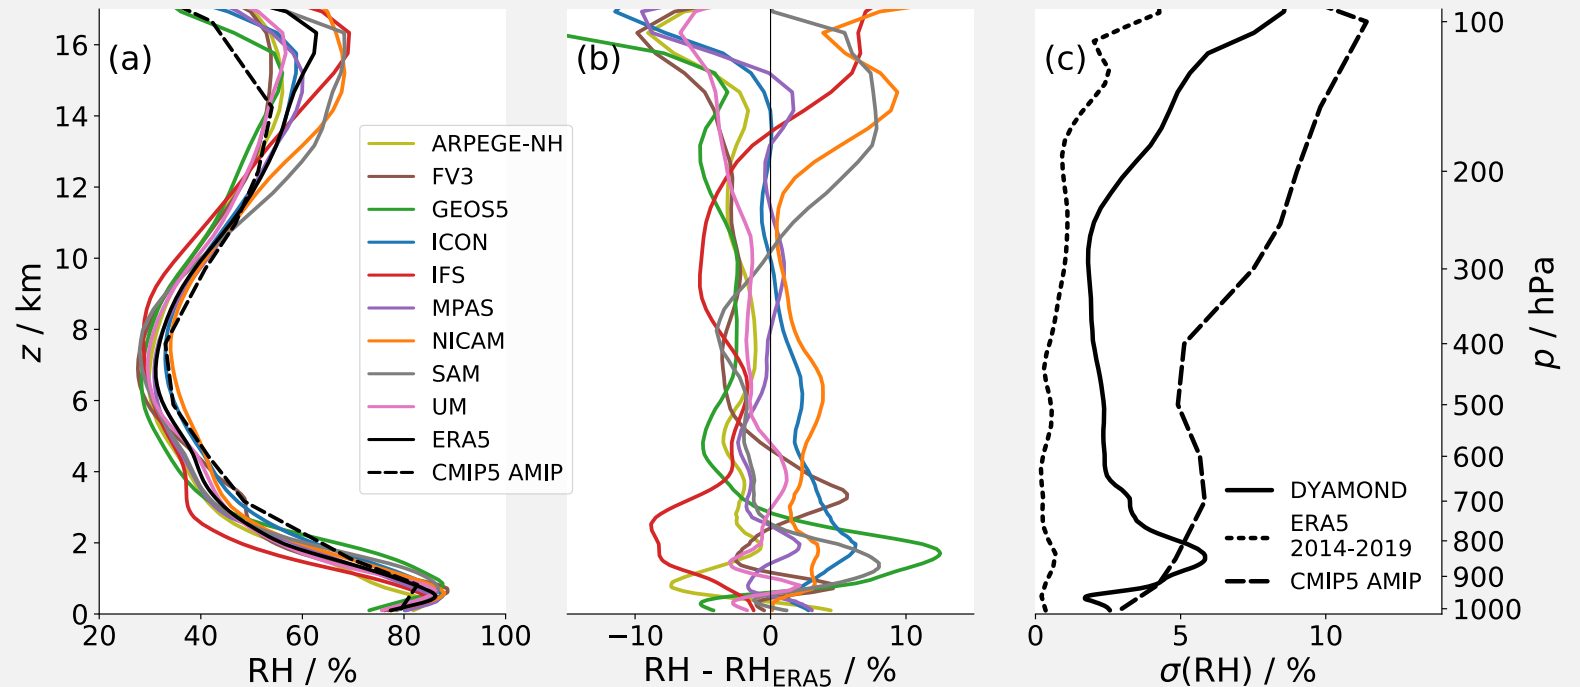 (a)
16
14
12
10
8
6
4
2
0
z / km
20
40
60
80
100
RH / %
ARPEGE-NH
FV3
GEOS5
ICON
IFS
MPAS
NICAM
SAM
UM
ERA5
CMIP5 AMIP
(b)
−10
0
10
RH - RH_ERA5 / %
(c)
DYAMOND
ERA5
2014-2019
CMIP5 AMIP
0
5
10
σ(RH) / %
100
200
300
400
500
600
700
800
900
1000
p / hPa